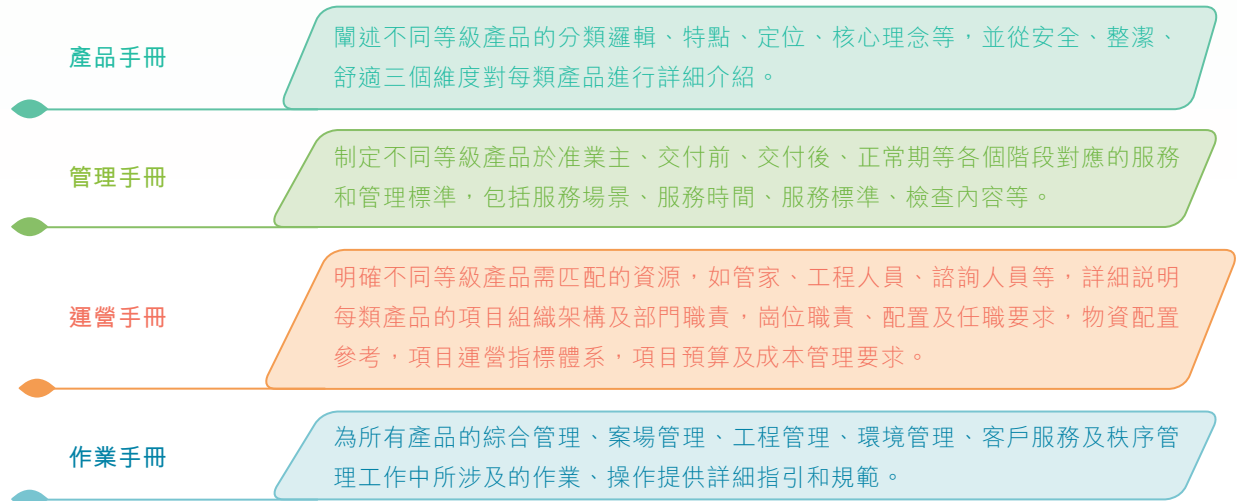 產品手冊
闡述不同等級產品的分類邏輯、特點、定位、核心理念等，並從安全、整潔、
舒適三個維度對每類產品進行詳細介紹。
管理手冊
制定不同等級產品於准業主、交付前、交付後、正常期等各個階段對應的服務
和管理標準，包括服務場景、服務時間、服務標準、檢查內容等。
運營手冊
明確不同等級產品需匹配的資源，如管家、工程人員、諮詢人員等，詳細説明
每類產品的項目組織架構及部門職責，崗位職責、配置及任職要求，物資配置
參考，項目運營指標體系，項目預算及成本管理要求。
作業手冊
為所有產品的綜合管理、案場管理、工程管理、環境管理、客戶服務及秩序管
理工作中所涉及的作業、操作提供詳細指引和規範。